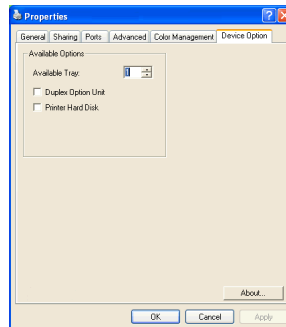 Properties
General Sharing Ports Advanced Color Management Device Option
Available Options
Available Tray: 1
Duplex Option Unit
Printer Hard Disk
About...
OK Cancel Apply